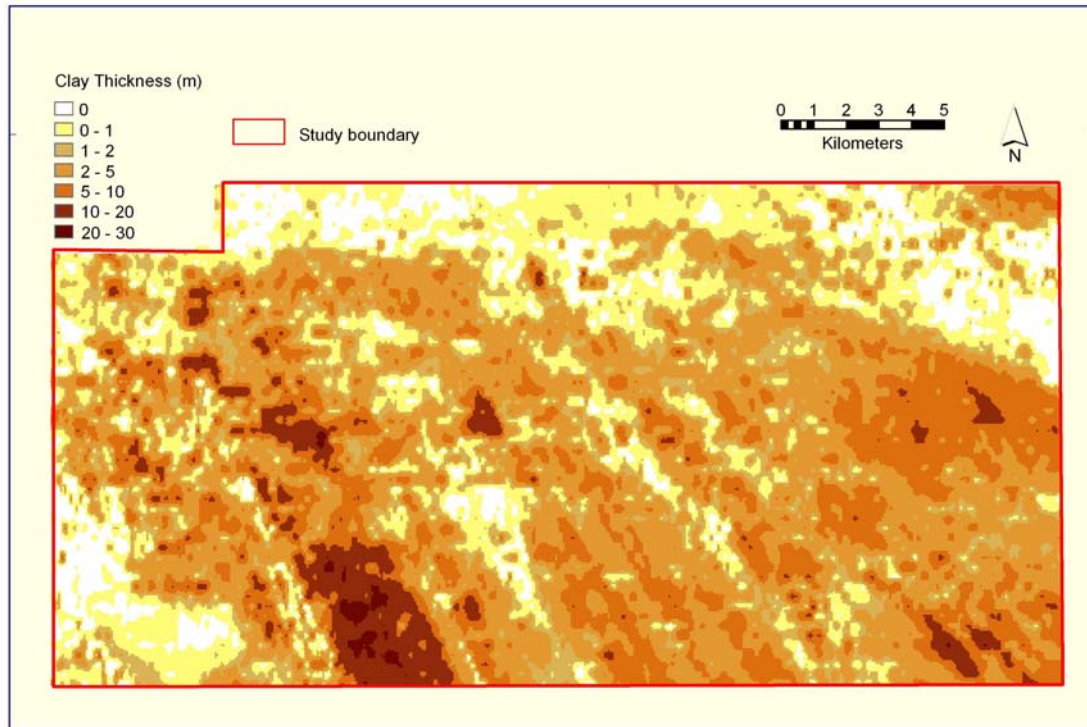 Clay Thickness (m)
0
0 - 1
1 - 2
2 - 5
5 - 10
10 - 20
20 - 30
Study boundary
0 1 2 3 4 5
Kilometers
N